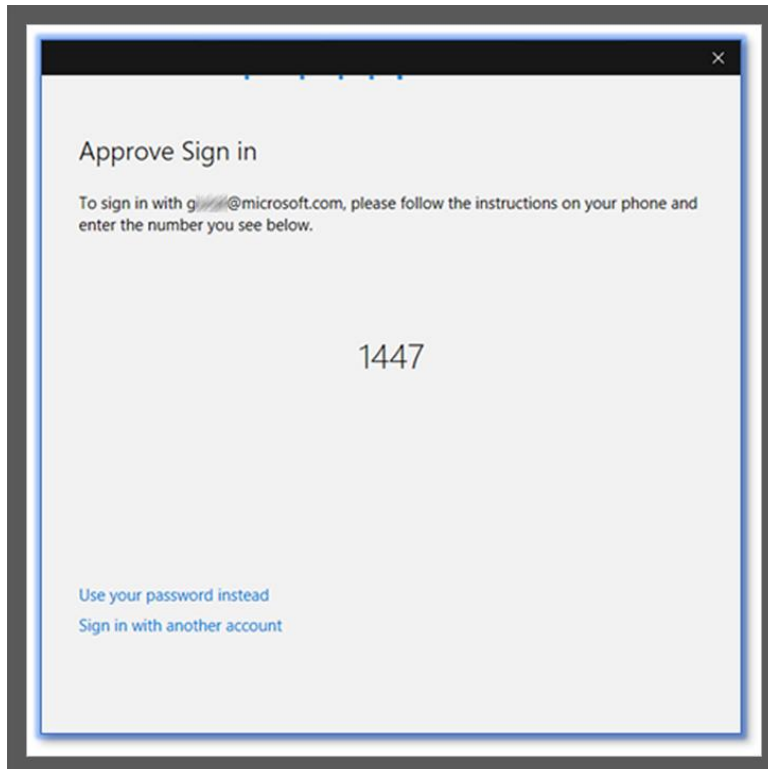 Approve Sign in
To sign in with g@microsoft.com, please follow the instructions on your phone and
enter the number you see below.
1447
Use your password instead
Sign in with another account